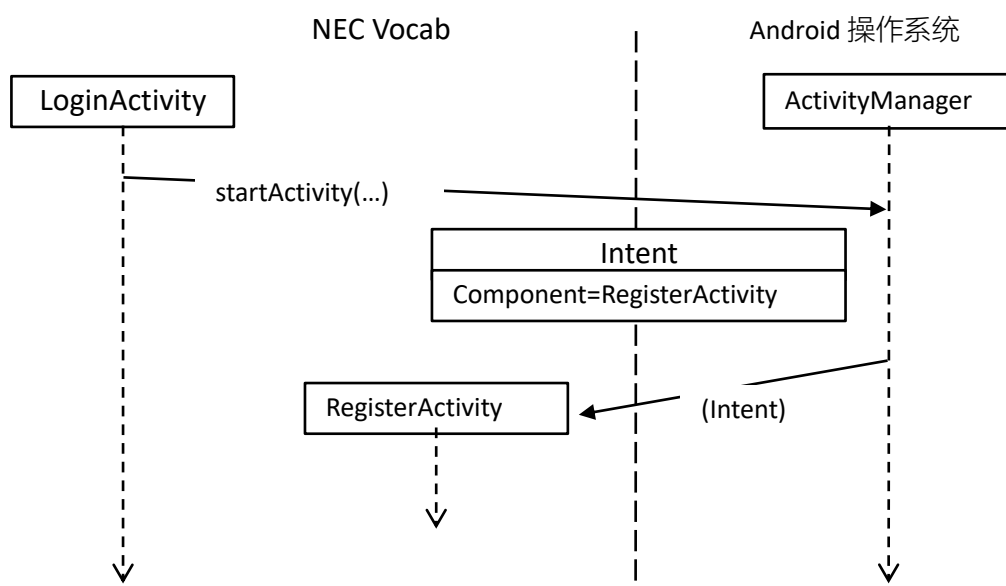 NEC Vocab
Android 操作系统
LoginActivity
ActivityManager
startActivity(...)
Intent
Component=RegisterActivity
RegisterActivity
(Intent)